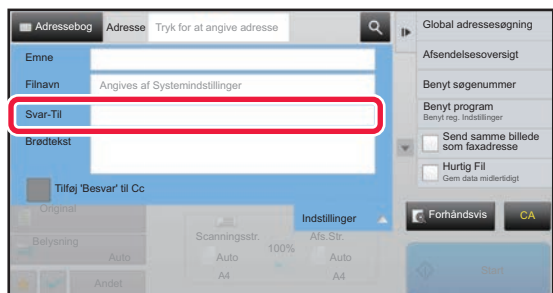 Adressebog
Adresse
Tryk for at angive adresse
Emne
Filnavn
Angives af Systemindstillinger
Svar-Til
Brødtekst
Tilføj 'Besvar' til Cc
Original
Indstillinger
Belysning
Auto
Scanningsstr.
Auto
A4
100%
Afs.Str.
Auto
A4
Andet
Global adressesøgning
Afsendelsesoversigt
Benyt søgenummer
Benyt program
Benyt reg. Indstillinger
Send samme billede
som faxadresse
Hurtig Fil
Gem data midlertidigt
Forhåndsvis
CA
Start